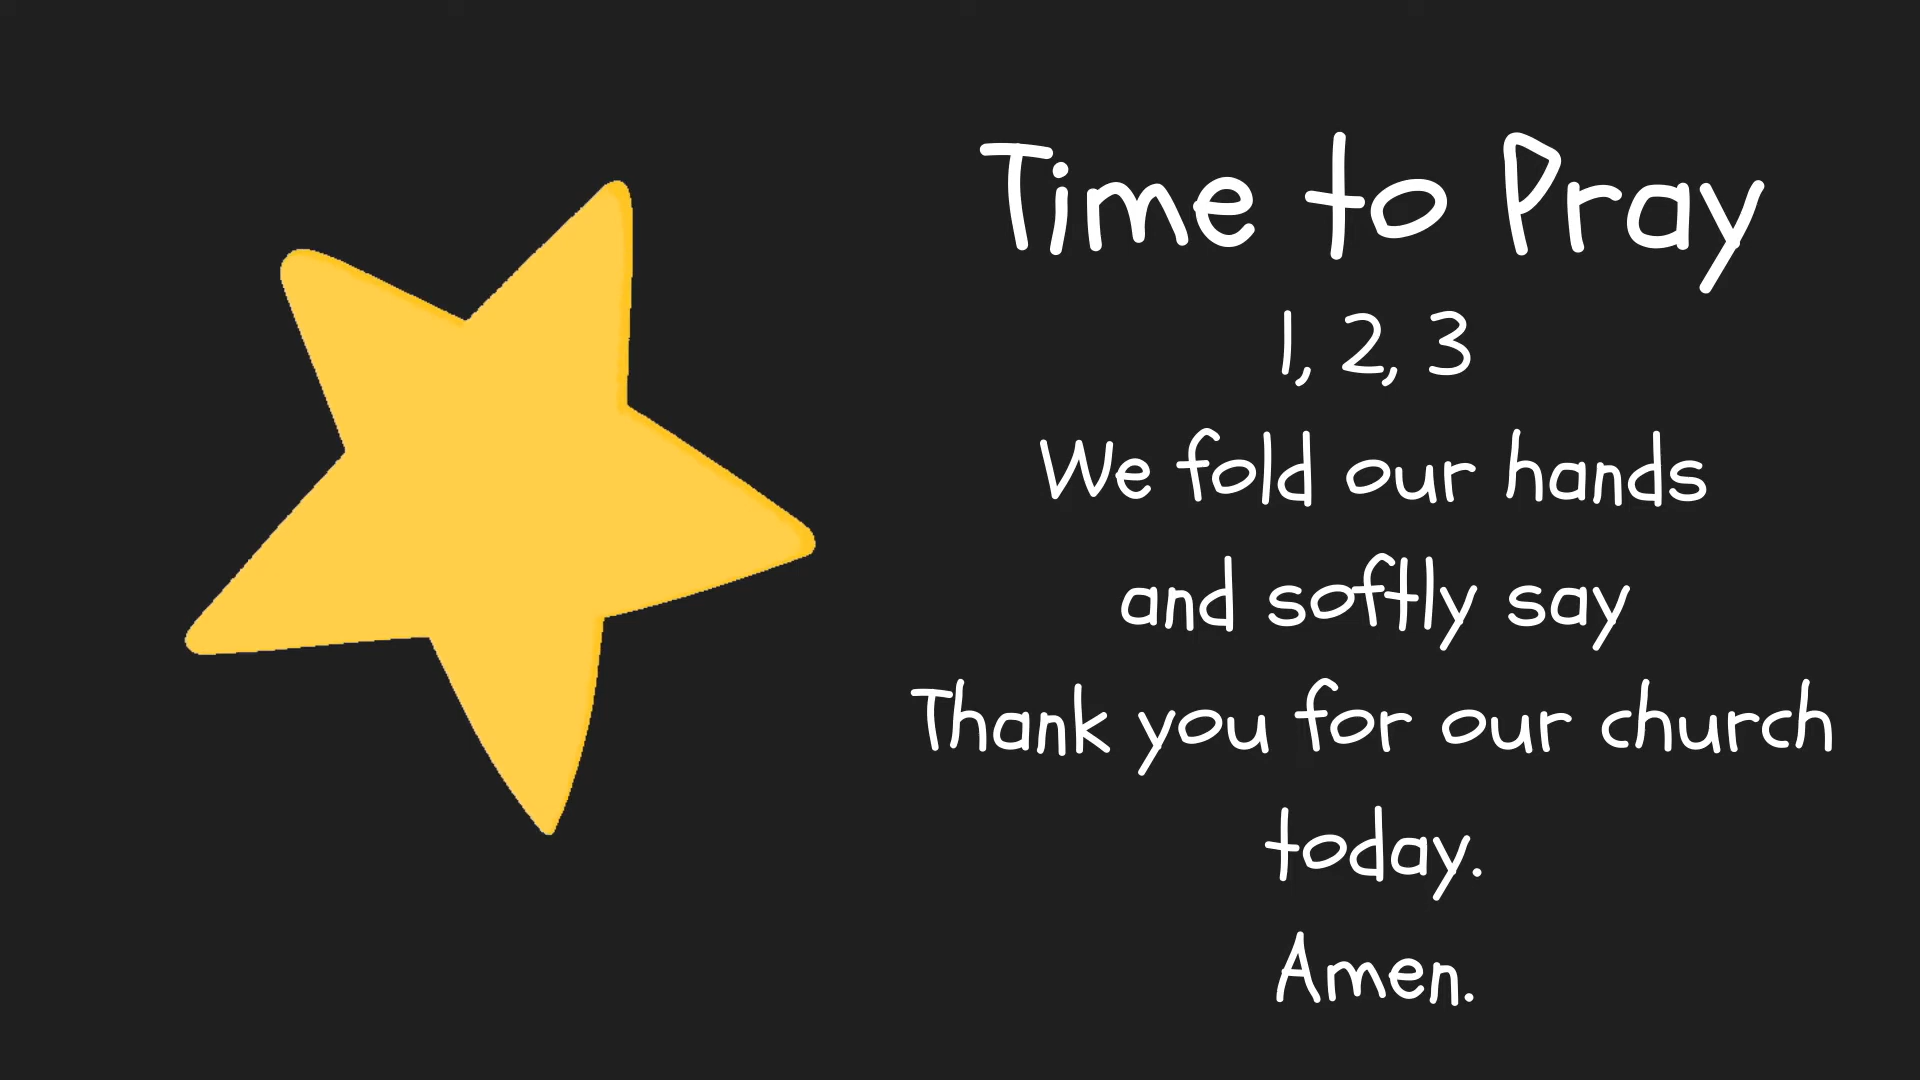 Time to Pray
1, 2, 3
We fold our hands
and softly say
Thank you for our church
today.
Amen.